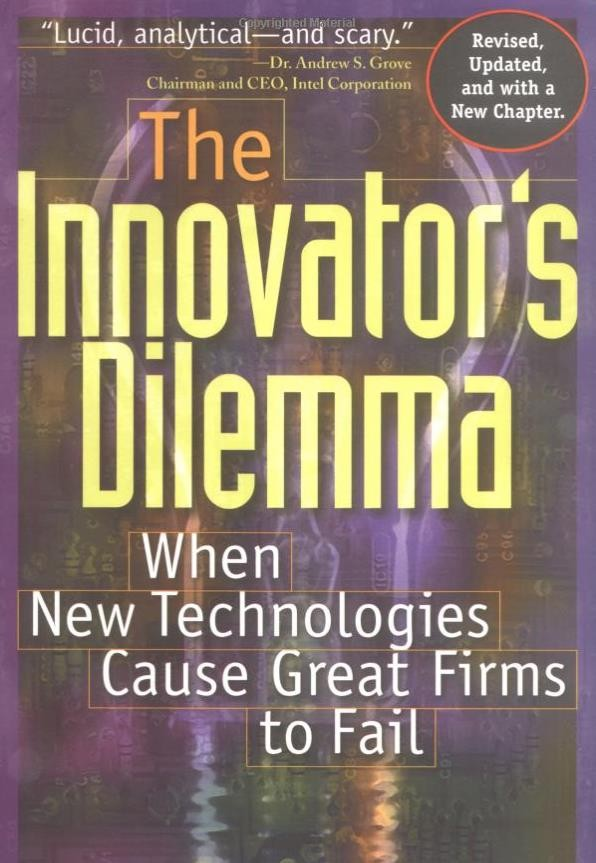 Copyrighted Material
“Lucid, analytical—and scary.”
—Dr. Andrew S. Grove
Chairman and CEO, Intel Corporation
Revised,
Updated,
and with a
New Chapter.
The
Innovator's
Dilemma
When
New Technologies
Cause Great Firms
to Fail